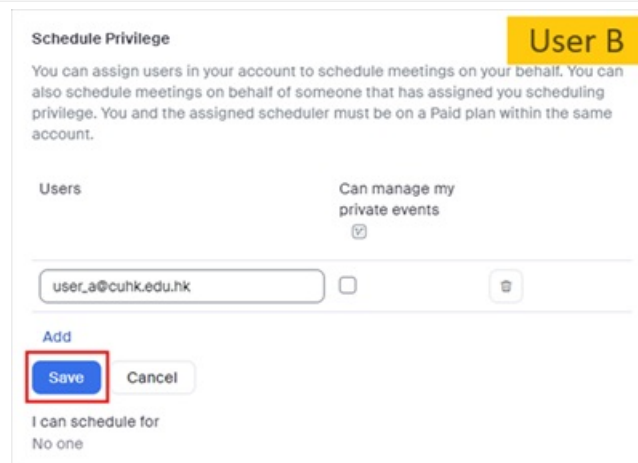 Schedule Privilege
User B
You can assign users in your account to schedule meetings on your behalf. You can
also schedule meetings on behalf of someone that has assigned you scheduling
privilege. You and the assigned scheduler must be on a Paid plan within the same
account.
Users
Can manage my
private events
user_a@cuhk.edu.hk
Add
Save
Cancel
I can schedule for
No one